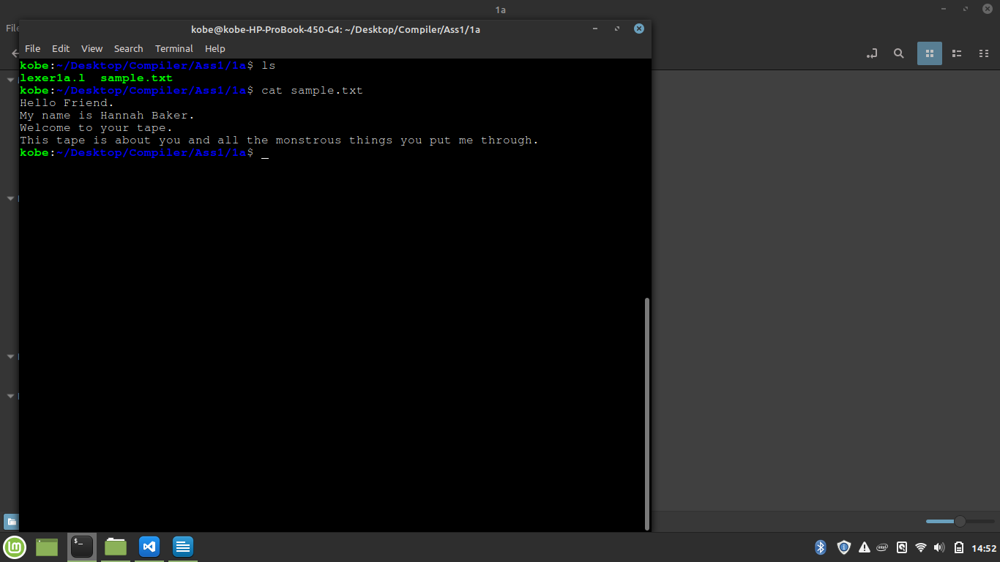 1a
File
kobe@kobe-HP-ProBook-450-G4: ~/Desktop/Compiler/Ass1/1a
File Edit View Search Terminal Help
kobe:~/Desktop/Compiler/Ass1/1a$ ls
lexer1a.l  sample.txt
kobe:~/Desktop/Compiler/Ass1/1a$ cat sample.txt
Hello Friend.
My name is Hannah Baker.
Welcome to your tape.
This tape is about you and all the monstrous things you put me through.
kobe:~/Desktop/Compiler/Ass1/1a$ _
14:52